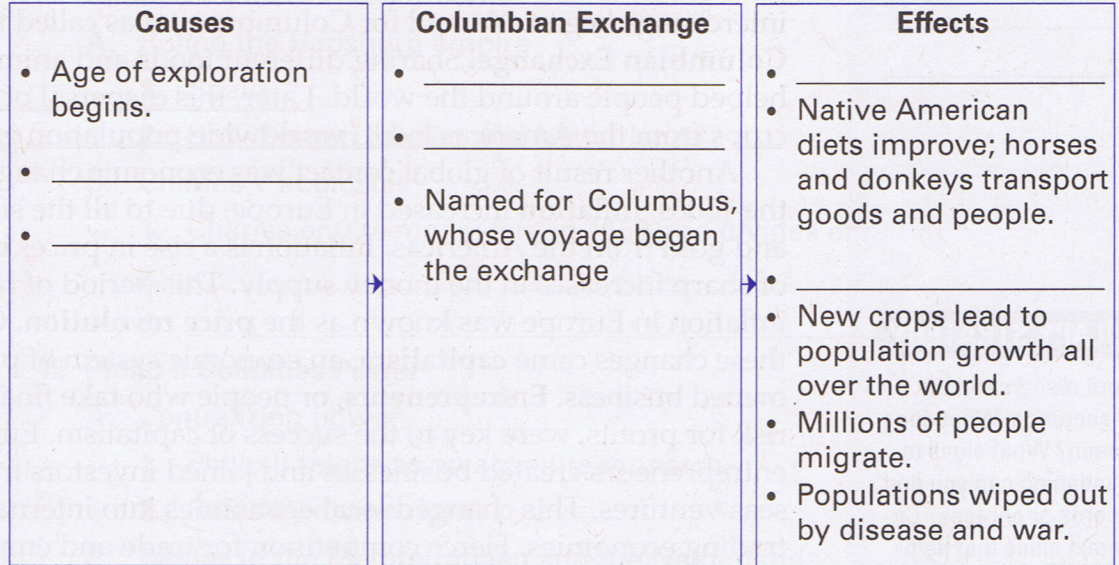 Causes
• Age of exploration
begins.
•
•
Columbian Exchange
•
•
• Named for Columbus,
whose voyage began
the exchange
Effects
•
• Native American
diets improve; horses
and donkeys transport
goods and people.
•
• New crops lead to
population growth all
over the world.
• Millions of people
migrate.
• Populations wiped out
by disease and war.